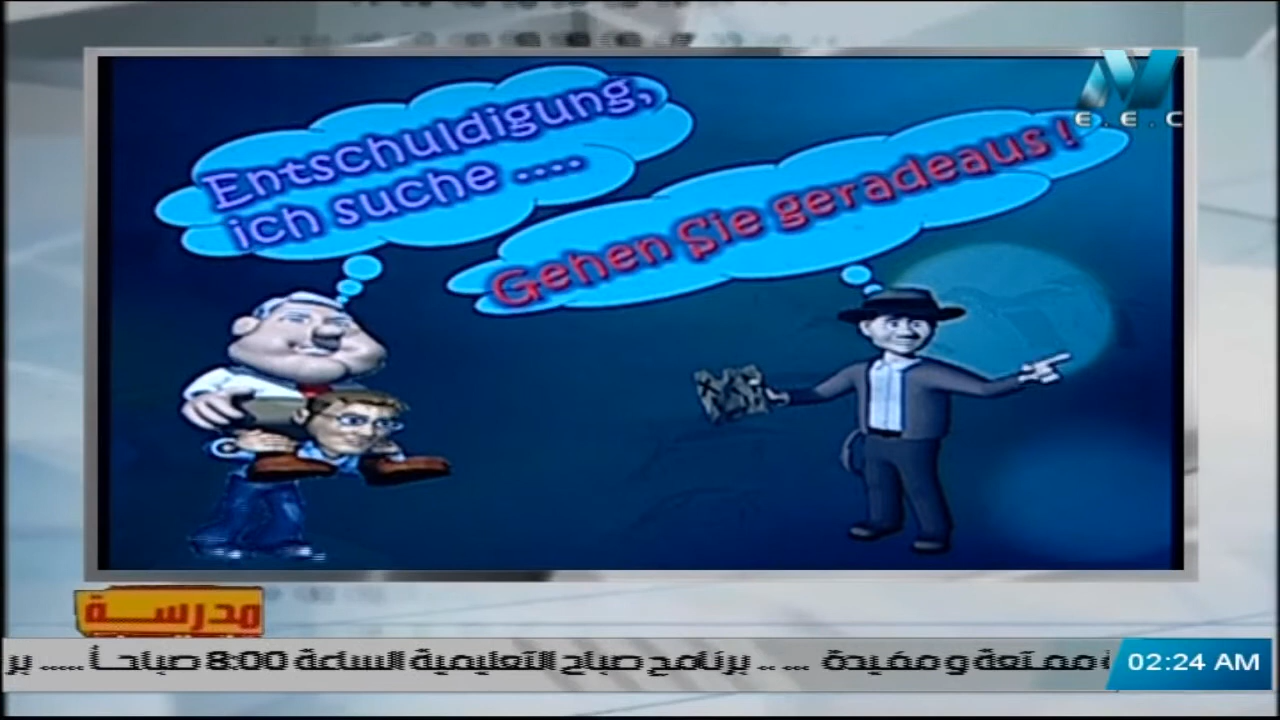 Entschuldigung,
ich suche ....
Gehen Sie geradeaus !
E.E.C
مدرسة
ممتعة ومفيدة ..... برنامج صباح التعليمية الساعة 8:00 صباحاً .....
02:24 AM